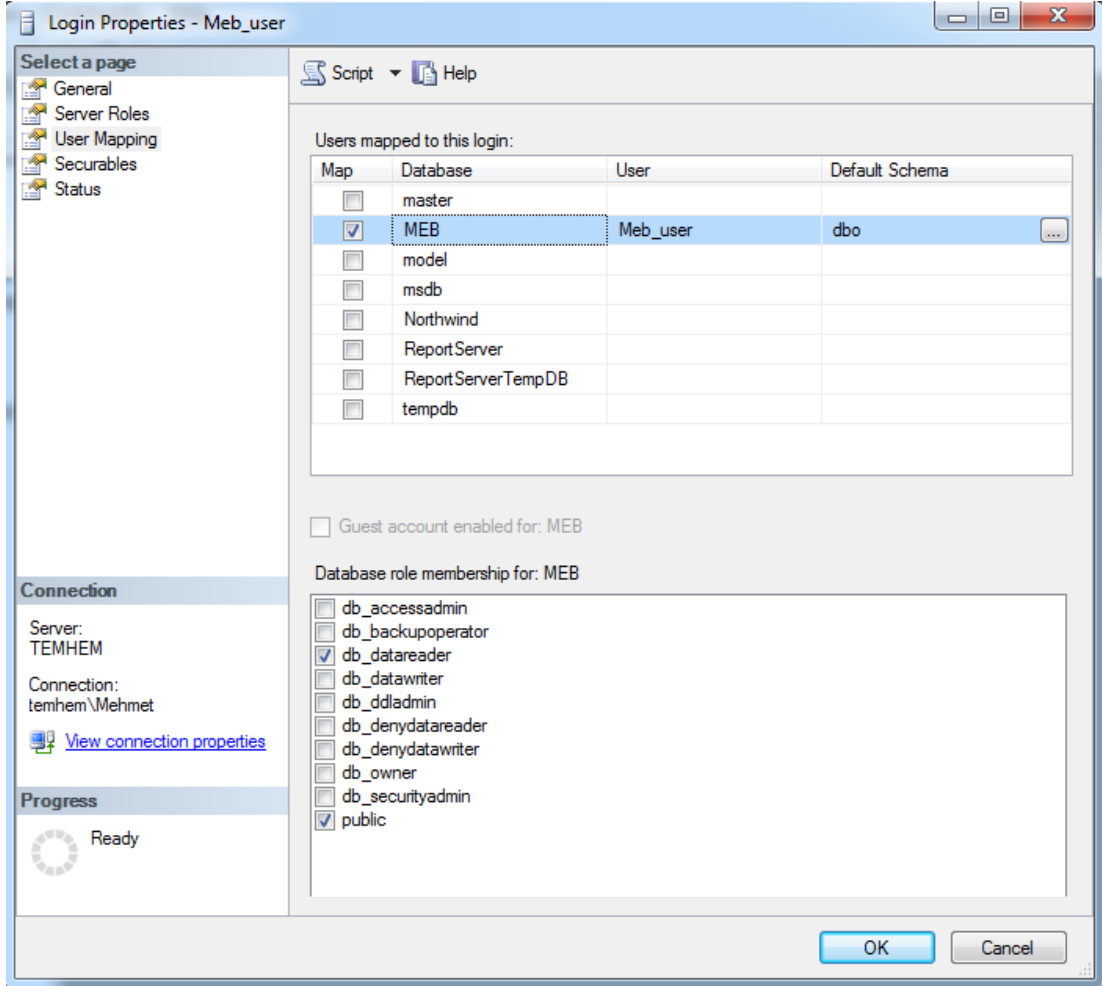 Login Properties - Meb_user
Select a page
General
Server Roles
User Mapping
Securables
Status
Script
Help
Users mapped to this login:
Map Database User Default Schema
master
MEB Meb_user dbo ...
model
msdb
Northwind
ReportServer
ReportServerTempDB
tempdb
Guest account enabled for: MEB
Database role membership for: MEB
db_accessadmin
db_backupoperator
db_datareader
db_datawriter
db_ddladmin
db_denydatareader
db_denydatawriter
db_owner
db_securityadmin
public
Connection
Server:
TEMHEM
Connection:
temhem\Mehmet
View connection properties
Progress
Ready
OK Cancel